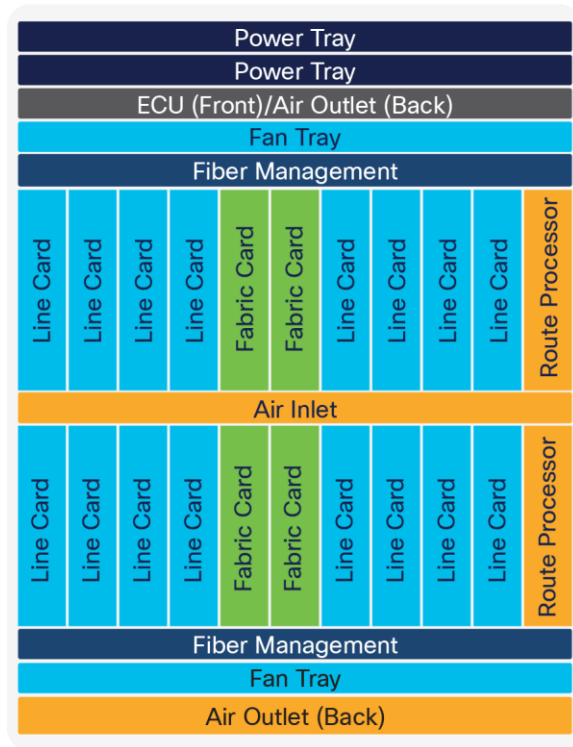 Power Tray
Power Tray
ECU (Front)/Air Outlet (Back)
Fan Tray
Fiber Management
Line Card
Line Card
Line Card
Line Card
Fabric Card
Fabric Card
Line Card
Line Card
Line Card
Line Card
Route Processor
Air Inlet
Line Card
Line Card
Line Card
Line Card
Fabric Card
Fabric Card
Line Card
Line Card
Line Card
Line Card
Route Processor
Fiber Management
Fan Tray
Air Outlet (Back)